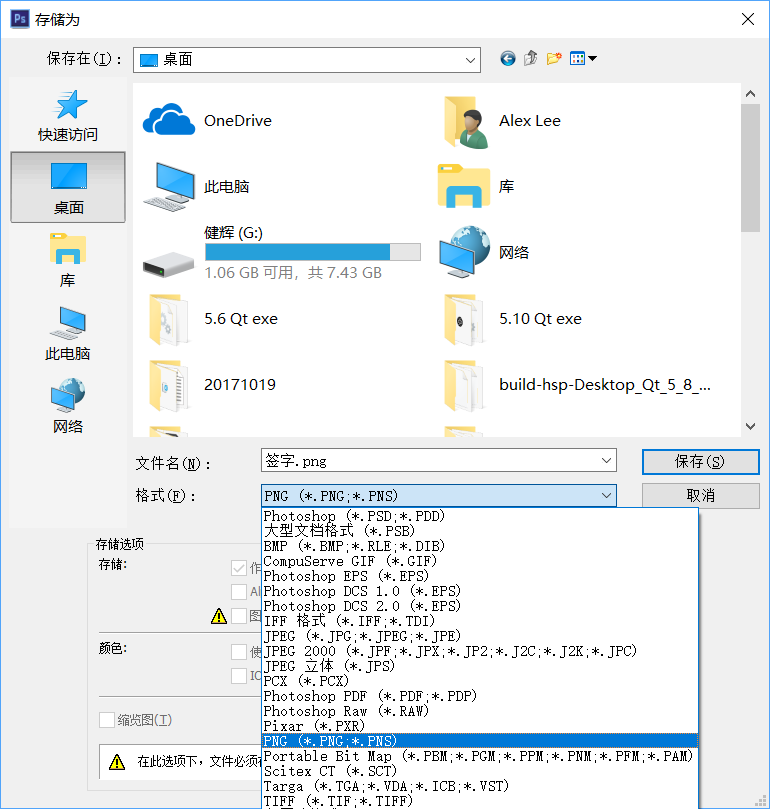 Ps 存储为
保存在(I)：
桌面
快速访问
桌面
库
此电脑
网络
OneDrive
Alex Lee
此电脑
库
健辉 (G:)
1.06 GB 可用，共 7.43 GB
网络
5.6 Qt exe
5.10 Qt exe
20171019
build-hsp-Desktop_Qt_5_8_...
文件名(N)：
签字.png
保存(S)
格式(F)：
PNG (*.PNG;*.PNS)
取消
Photoshop (*.PSD;*.PDD)
大型文档格式 (*.PSB)
BMP (*.BMP;*.RLE;*.DIB)
CompuServe GIF (*.GIF)
Photoshop EPS (*.EPS)
Photoshop DCS 1.0 (*.EPS)
Photoshop DCS 2.0 (*.EPS)
IFF 格式 (*.IFF;*.TDI)
JPEG (*.JPG;*.JPEG;*.JPE)
JPEG 2000 (*.JPF;*.JPX;*.JP2;*.J2C;*.J2K;*.JPC)
JPEG 立体 (*.JPS)
PCX (*.PCX)
Photoshop PDF (*.PDF;*.PDP)
Photoshop Raw (*.RAW)
Pixar (*.PXR)
PNG (*.PNG;*.PNS)
Portable Bit Map (*.PBM;*.PGM;*.PPM;*.PNM;*.PFM;*.PAM)
Scitex CT (*.SCT)
Targa (*.TGA;*.VDA;*.ICB;*.VST)
TIFF (*.TIF;*.TIFF)
存储选项
存储:
作
图
颜色:
使
IC
缩览图(T)
在此选项下，文件必须